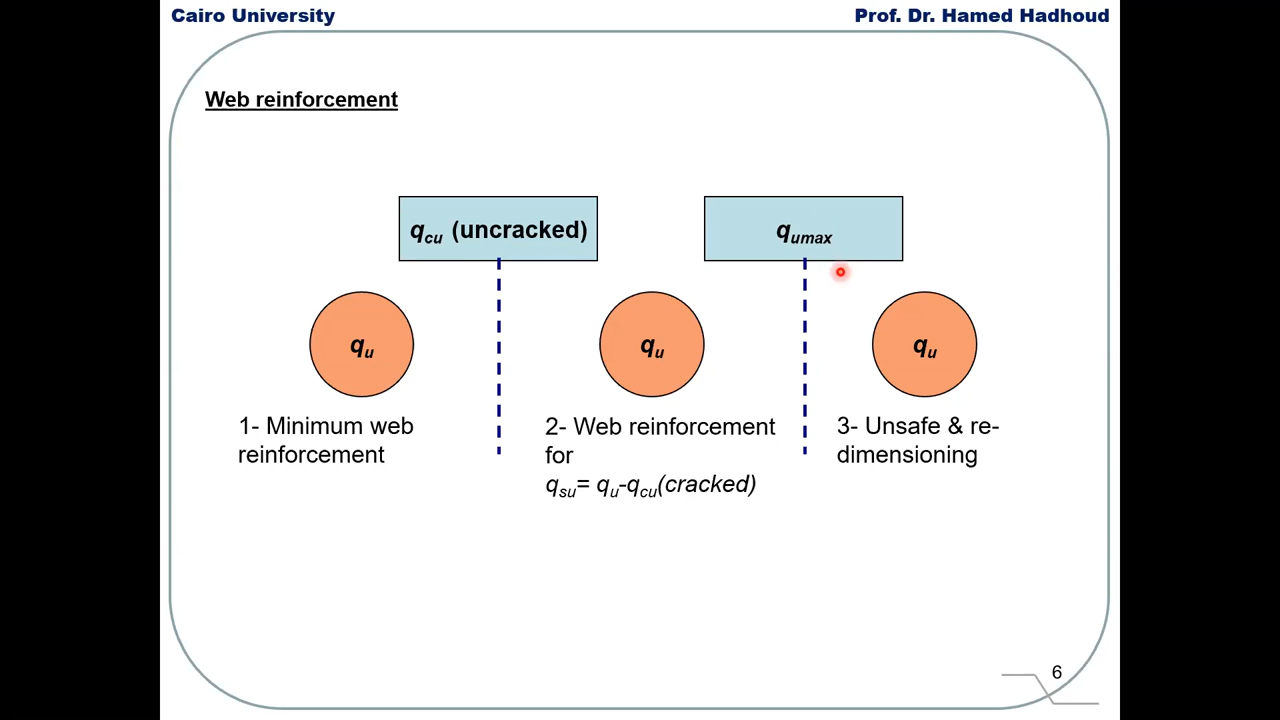 Cairo University
Prof. Dr. Hamed Hadhoud
Web reinforcement
qcu (uncracked)
qumax
qu
qu
qu
1- Minimum web
reinforcement
2- Web reinforcement
for
qsu= qu-qcu(cracked)
3- Unsafe & re-
dimensioning
6